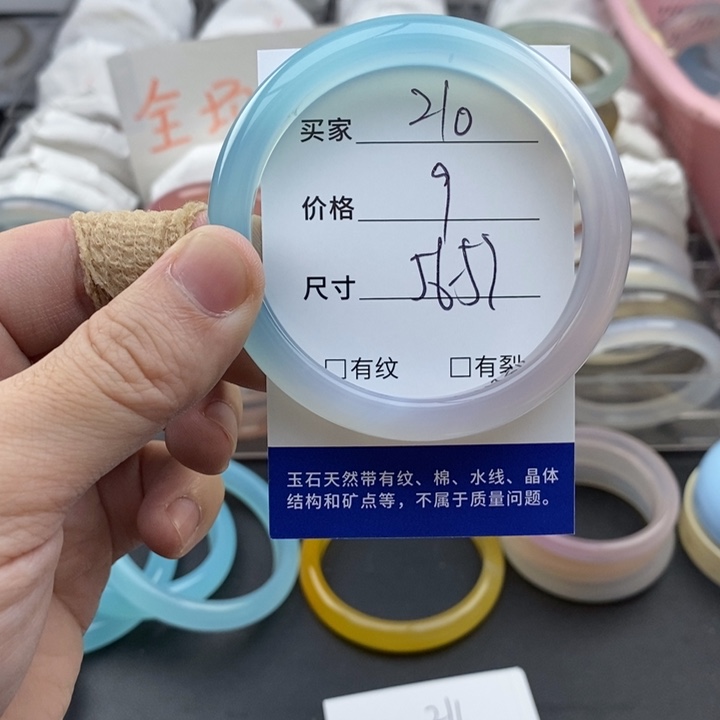 全场
买家 210
价格 9
尺寸 56-57
□有纹 □有裂
玉石天然带有纹、棉、水线、晶体
结构和矿点等，不属于质量问题。